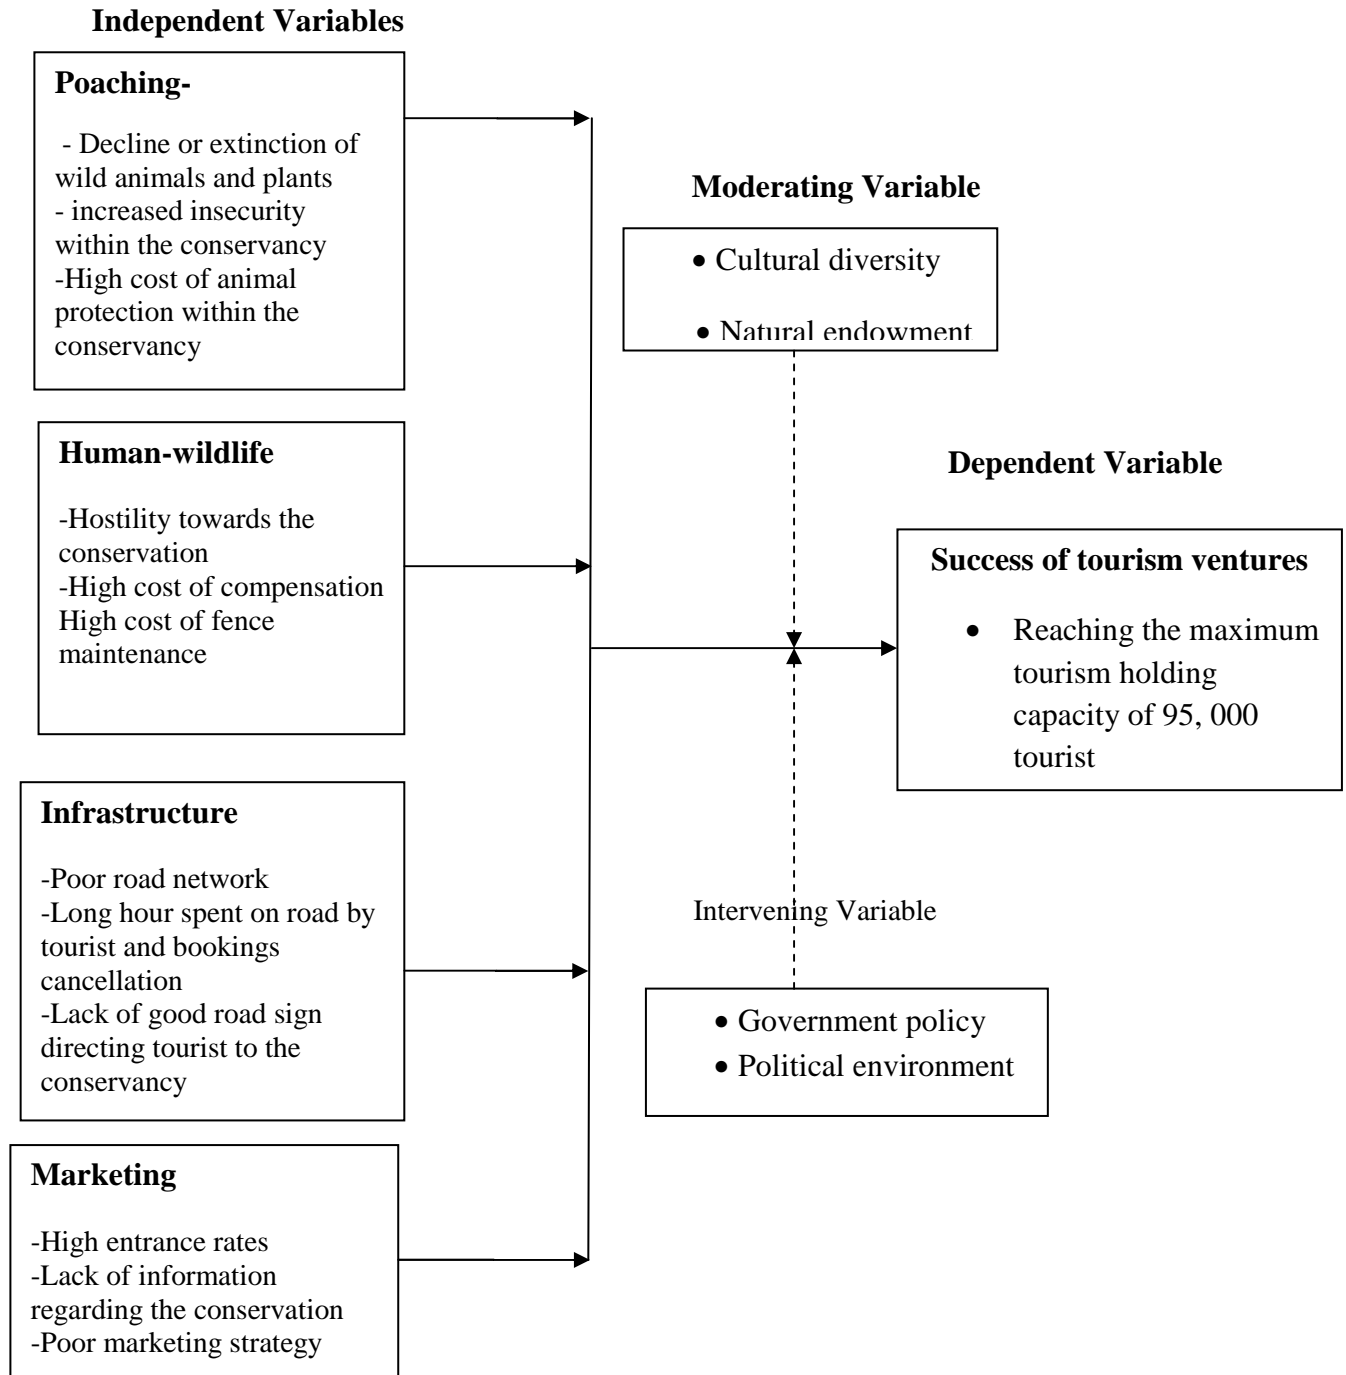 Independent Variables
Poaching-
- Decline or extinction of
wild animals and plants
- increased insecurity
within the conservancy
-High cost of animal
protection within the
conservancy
Human-wildlife
-Hostility towards the
conservation
-High cost of compensation
High cost of fence
maintenance
Infrastructure
-Poor road network
-Long hour spent on road by
tourist and bookings
cancellation
-Lack of good road sign
directing tourist to the
conservancy
Marketing
-High entrance rates
-Lack of information
regarding the conservation
-Poor marketing strategy
Moderating Variable
• Cultural diversity
• Natural endowment
Intervening Variable
• Government policy
• Political environment
Dependent Variable
Success of tourism ventures
• Reaching the maximum
tourism holding
capacity of 95, 000
tourist